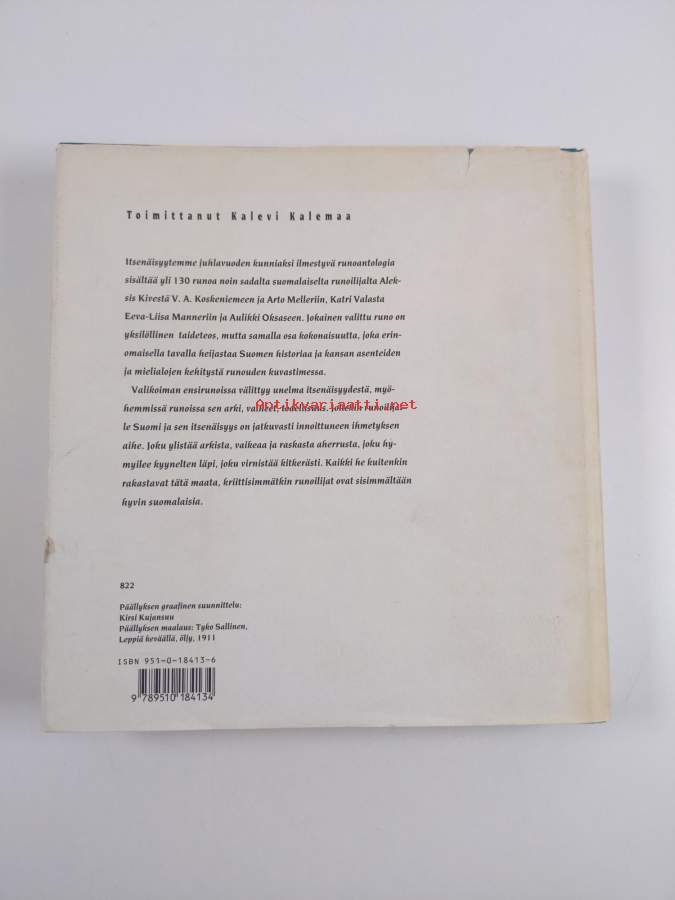 Toimittanut Kalevi Kalemaa
Itsenäisyytemme juhlavuoden kunniaksi ilmestyvä runoantologia
sisältää yli 130 runoa noin sadalta suomalaiselta runoilijalta Alek-
sis Kivestä V. A. Koskeniemeen ja Arto Melleriin, Katri Valasta
Eeva-Liisa Manneriin ja Aulikki Oksaseen. Jokainen valittu runo on
yksilöllinen taideteos, mutta samalla osa kokonaisuutta, joka erin-
omaisella tavalla heijastaa Suomen historiaa ja kansan asenteiden
ja mielialojen kehitystä runouden kuvastimessa.
Valikoiman ensirunoissa välittyy unelma itsenäisyydestä, myö-
Antikvariaatti.net
hemmissä runoissa sen arki, vaiheet, todellisuus. Jollekin runoilijal-
le Suomi ja sen itsenäisyys on jatkuvasti innoittuneen ihmetyksen
aihe. Joku ylistää arkista, vaikeaa ja raskasta aherrusta, joku hy-
myilee kyynelten läpi, joku virnistää kitkerästi. Kaikki he kuitenkin
rakastavat tätä maata, kriittisimmätkin runoilijat ovat sisimmältään
hyvin suomalaisia.
822
Päällyksen graafinen suunnittelu:
Kirsi Kujansuu
Päällyksen maalaus: Tyko Sallinen,
Leppiä keväällä, öljy, 1911
ISBN 951-0-18413-6
9 789510 184134